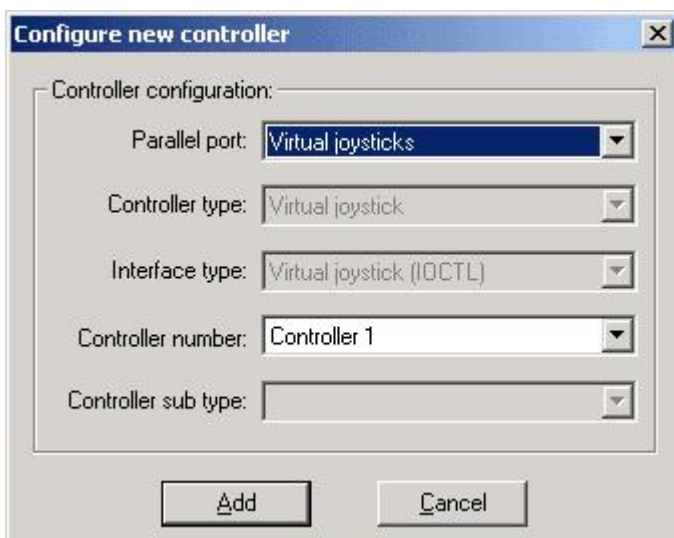 Configure new controller
Controller configuration:
Parallel port: Virtual joysticks
Controller type: Virtual joystick
Interface type: Virtual joystick (IOCTL)
Controller number: Controller 1
Controller sub type:
Add Cancel